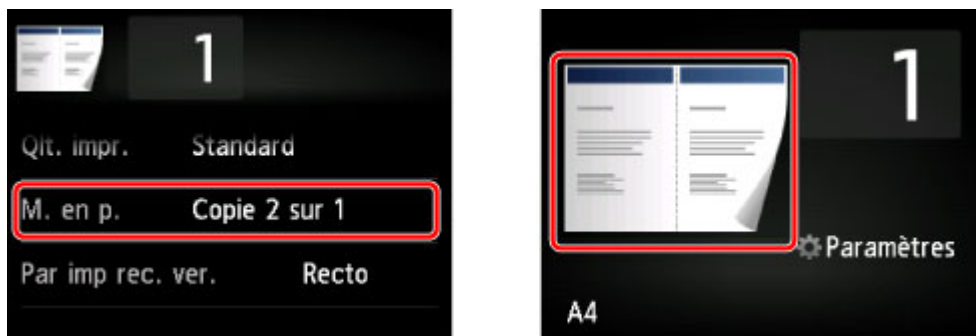 1
Qlt. impr. Standard
M. en p. Copie 2 sur 1
Par imp rec. ver. Recto
1
Paramètres
A4